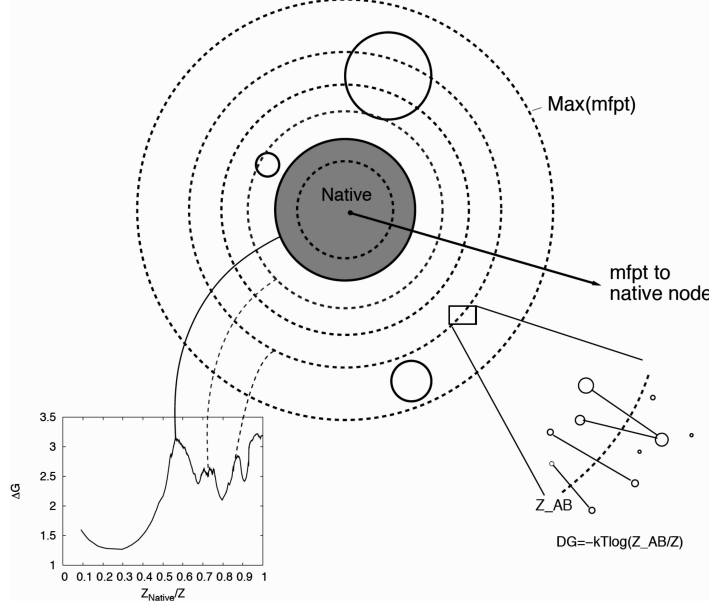 Max(mfpt)
Native
mfpt to
native node
3.5
3
2.5
2
1.5
1
ΔG
0 0.1 0.2 0.3 0.4 0.5 0.6 0.7 0.8 0.9 1
Z_Native/Z
Z_AB
DG=−kTlog(Z_AB/Z)